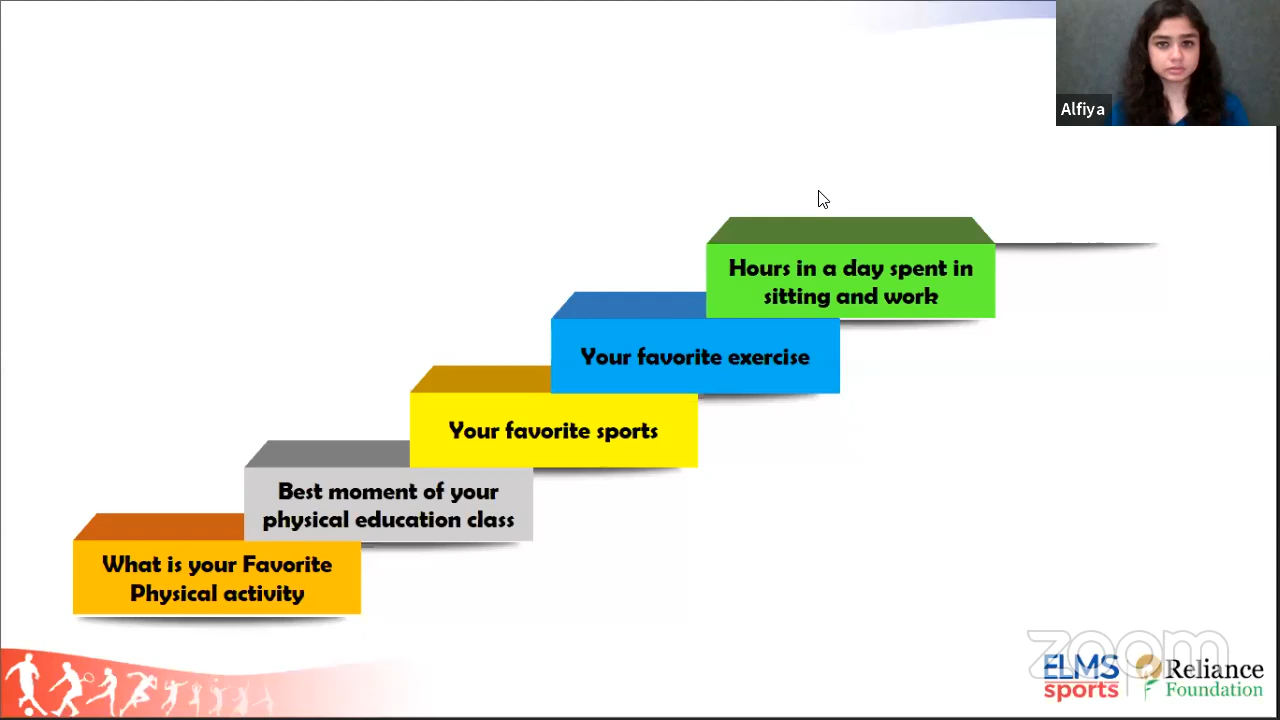 Alfiya
Hours in a day spent in
sitting and work
Your favorite exercise
Your favorite sports
Best moment of your
physical education class
What is your Favorite
Physical activity
zoom
ELMS
sports
Reliance
Foundation